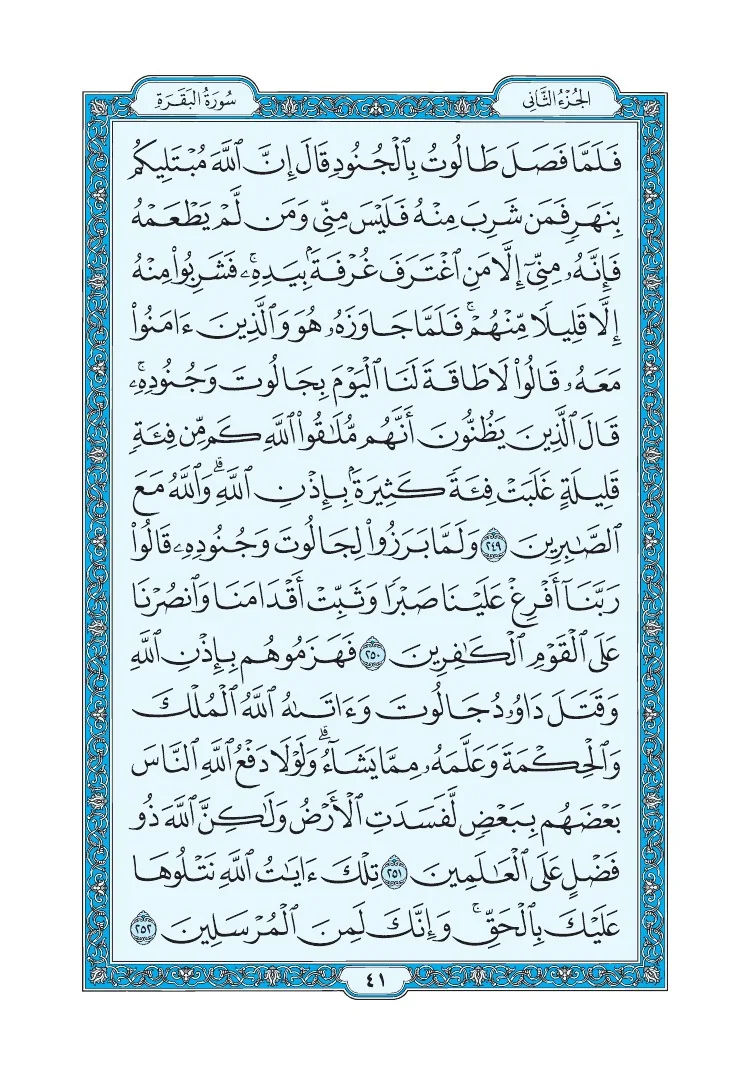 الجُزْءُ الثَّانِى
سُورَةُ البَقَرَةِ
فَلَمَّا فَصَلَ طَالُوتُ بِٱلْجُنُودِ قَالَ إِنَّ ٱللَّهَ مُبْتَلِيكُم
بِنَهَرٍ فَمَن شَرِبَ مِنْهُ فَلَيْسَ مِنِّى وَمَن لَّمْ يَطْعَمْهُ
فَإِنَّهُۥ مِنِّىٓ إِلَّا مَنِ ٱغْتَرَفَ غُرْفَةَۢ بِيَدِهِۦۚ فَشَرِبُوا۟ مِنْهُ
إِلَّا قَلِيلًا مِّنْهُمْۚ فَلَمَّا جَاوَزَهُۥ هُوَ وَٱلَّذِينَ ءَامَنُوا۟
مَعَهُۥ قَالُوا۟ لَا طَاقَةَ لَنَا ٱلْيَوْمَ بِجَالُوتَ وَجُنُودِهِۦۚ
قَالَ ٱلَّذِينَ يَظُنُّونَ أَنَّهُم مُّلَٰقُوا۟ ٱللَّهِ كَم مِّن فِئَةٍ
قَلِيلَةٍ غَلَبَتْ فِئَةً كَثِيرَةَۢ بِإِذْنِ ٱللَّهِۗ وَٱللَّهُ مَعَ
ٱلصَّٰبِرِينَ ٢٤٩ وَلَمَّا بَرَزُوا۟ لِجَالُوتَ وَجُنُودِهِۦ قَالُوا۟
رَبَّنَآ أَفْرِغْ عَلَيْنَا صَبْرًا وَثَبِّتْ أَقْدَامَنَا وَٱنصُرْنَا
عَلَى ٱلْقَوْمِ ٱلْكَٰفِرِينَ ٢٥٠ فَهَزَمُوهُم بِإِذْنِ ٱللَّهِ
وَقَتَلَ دَاوُۥدُ جَالُوتَ وَءَاتَىٰهُ ٱللَّهُ ٱلْمُلْكَ
وَٱلْحِكْمَةَ وَعَلَّمَهُۥ مِمَّا يَشَآءُۗ وَلَوْلَا دَفْعُ ٱللَّهِ ٱلنَّاسَ
بَعْضَهُم بِبَعْضٍ لَّفَسَدَتِ ٱلْأَرْضُ وَلَٰكِنَّ ٱللَّهَ ذُو
فَضْلٍ عَلَى ٱلْعَٰلَمِينَ ٢٥١ تِلْكَ ءَايَٰتُ ٱللَّهِ نَتْلُوهَا
عَلَيْكَ بِٱلْحَقِّۚ وَإِنَّكَ لَمِنَ ٱلْمُرْسَلِينَ ٢٥٢
٤١